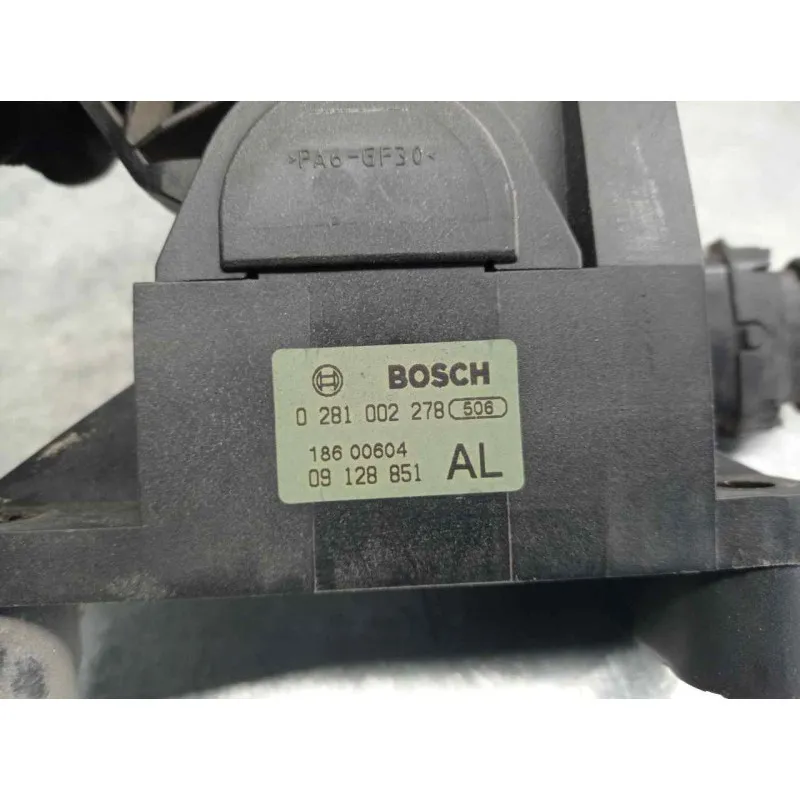 >PA6-GF30<
BOSCH
0 281 002 278 506
186 00604
09 128 851 AL